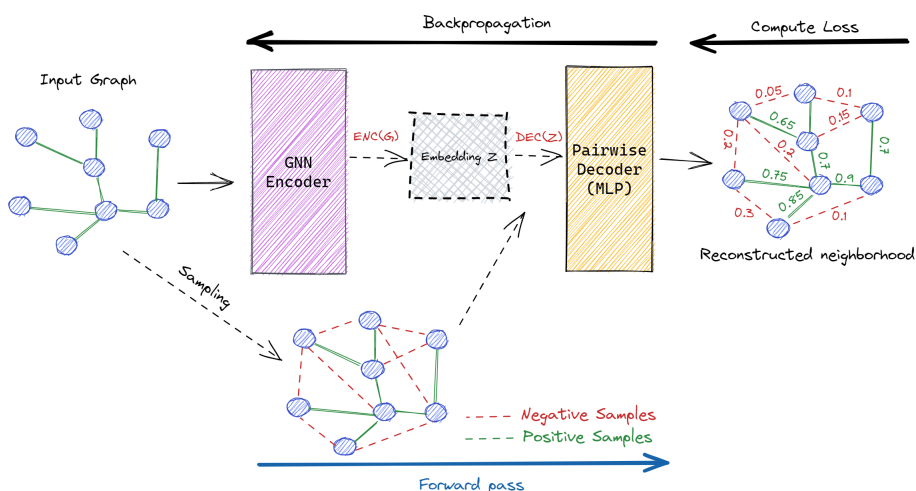 Backpropagation
Compute Loss
Input Graph
GNN
Encoder
ENC(G)
Embedding Z
DEC(Z)
Pairwise
Decoder
(MLP)
0.05
0.1
0.65
0.15
0.2
0.2
0.7
0.7
0.75
0.9
0.85
0.3
0.1
Reconstructed neighborhood
Sampling
Negative Samples
Positive Samples
Forward pass